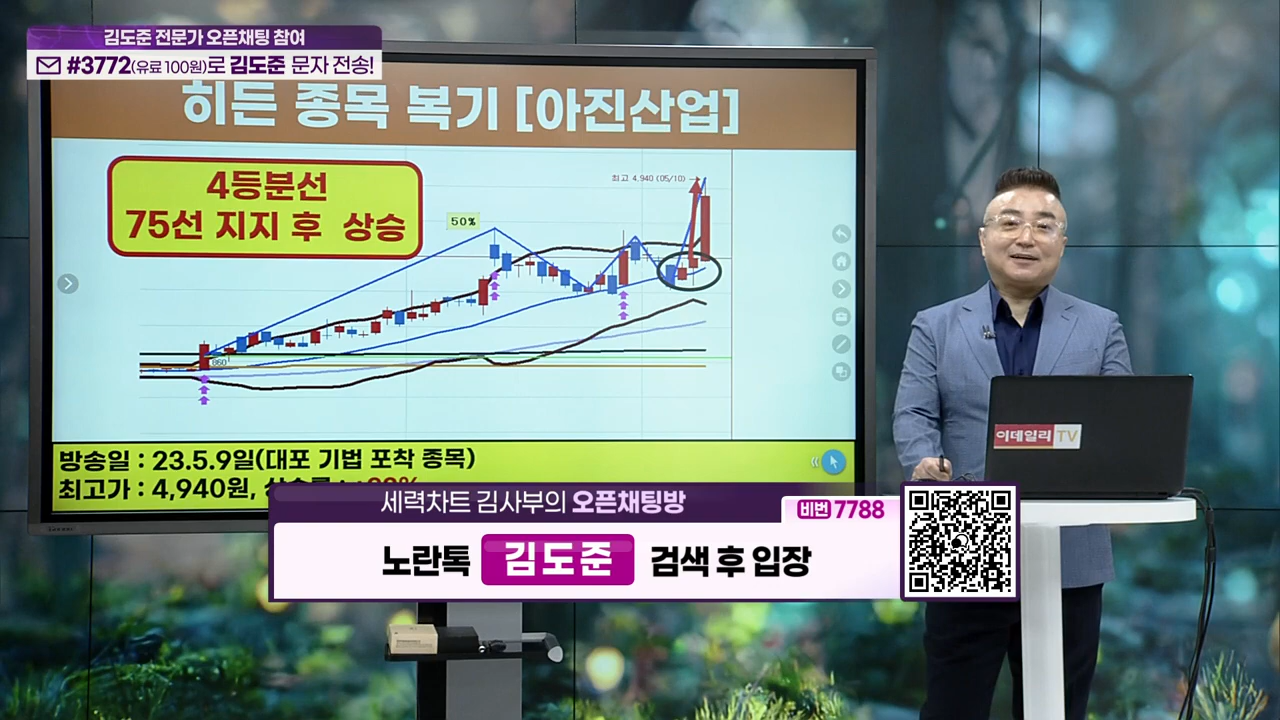 김도준 전문가 오픈채팅 참여
#3772(유료 100원)로 김도준 문자 전송!
히든 종목 복기 [아진산업]
4등분선
75선 지지 후 상승
최고 4,940 (05/10)
50%
860
방송일 : 23.5.9일(대포 기법 포착 종목)
최고가 : 4,940원,
세력차트 김사부의 오픈채팅방
비번 7788
노란톡 김도준 검색 후 입장
이데일리 TV